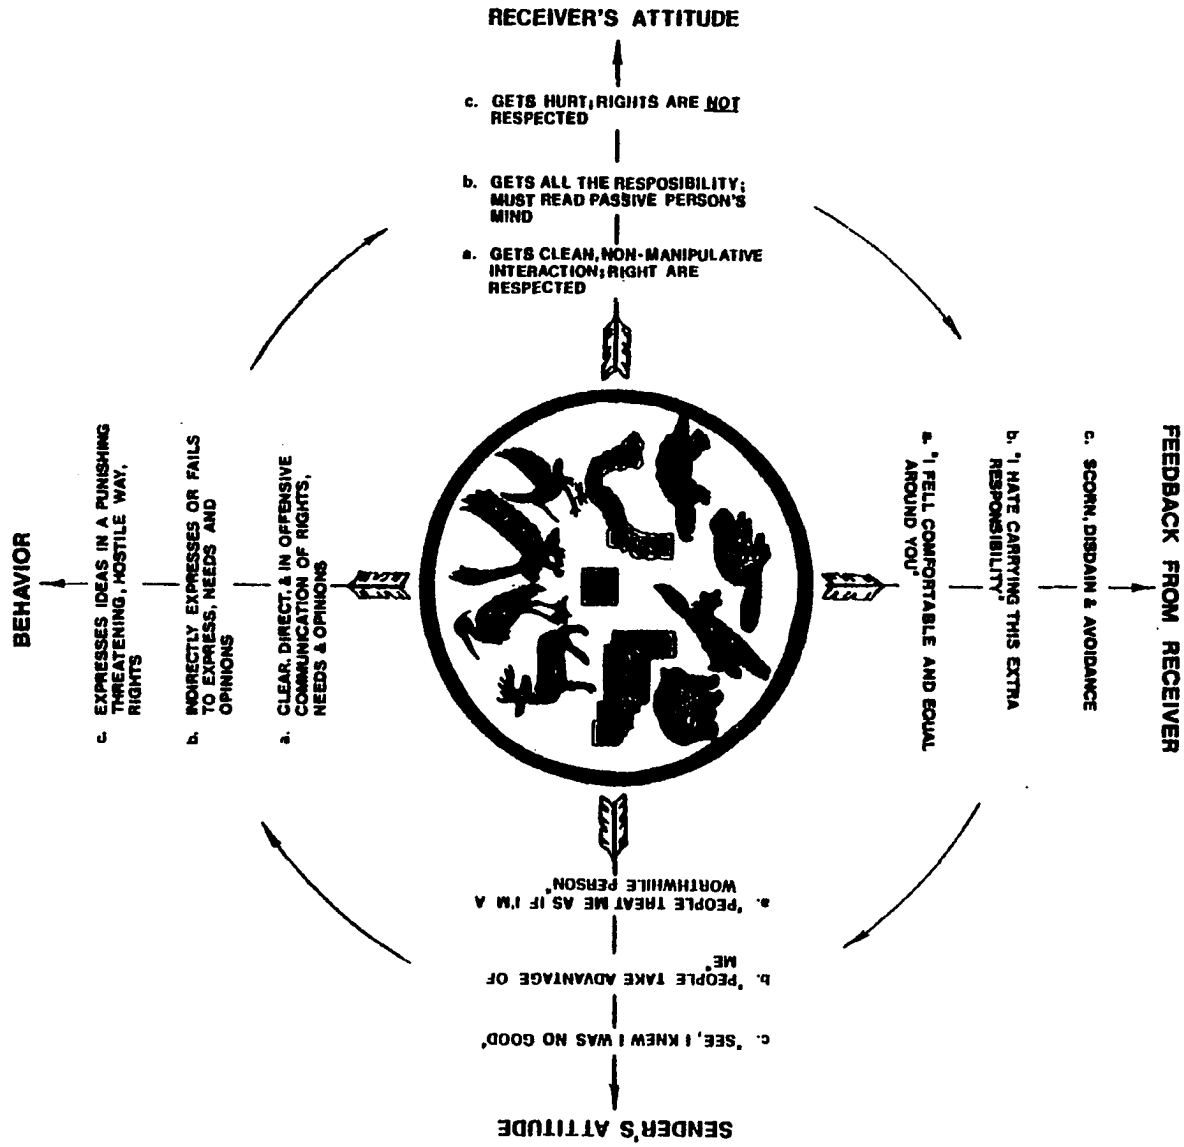 RECEIVER'S ATTITUDE
c. GETS HURT; RIGHTS ARE NOT
RESPECTED
b. GETS ALL THE RESPOSIBILITY;
MUST READ PASSIVE PERSON'S
MIND
a. GETS CLEAN, NON-MANIPULATIVE
INTERACTION; RIGHT ARE
RESPECTED
FEEDBACK FROM RECEIVER
c. SCORN, DISDAIN & AVOIDANCE
b. "I HATE CARRYING THIS EXTRA
RESPONSIBILITY"
a. "I FELL COMFORTABLE AND EQUAL
AROUND YOU"
SENDER'S ATTITUDE
c. "SEE, I KNEW I WAS NO GOOD"
b. "PEOPLE TAKE ADVANTAGE OF
ME"
a. "PEOPLE TREAT ME AS IF I'M A
WORTHWHILE PERSON"
BEHAVIOR
c. EXPRESSES IDEAS IN A PUNISHING
THREATENING, HOSTILE WAY,
RIGHTS
b. INDIRECTLY EXPRESSES OR FAILS
TO EXPRESS, NEEDS AND
OPINIONS
a. CLEAR, DIRECT, & IN OFFENSIVE
COMMUNICATION OF RIGHTS,
NEEDS & OPINIONS